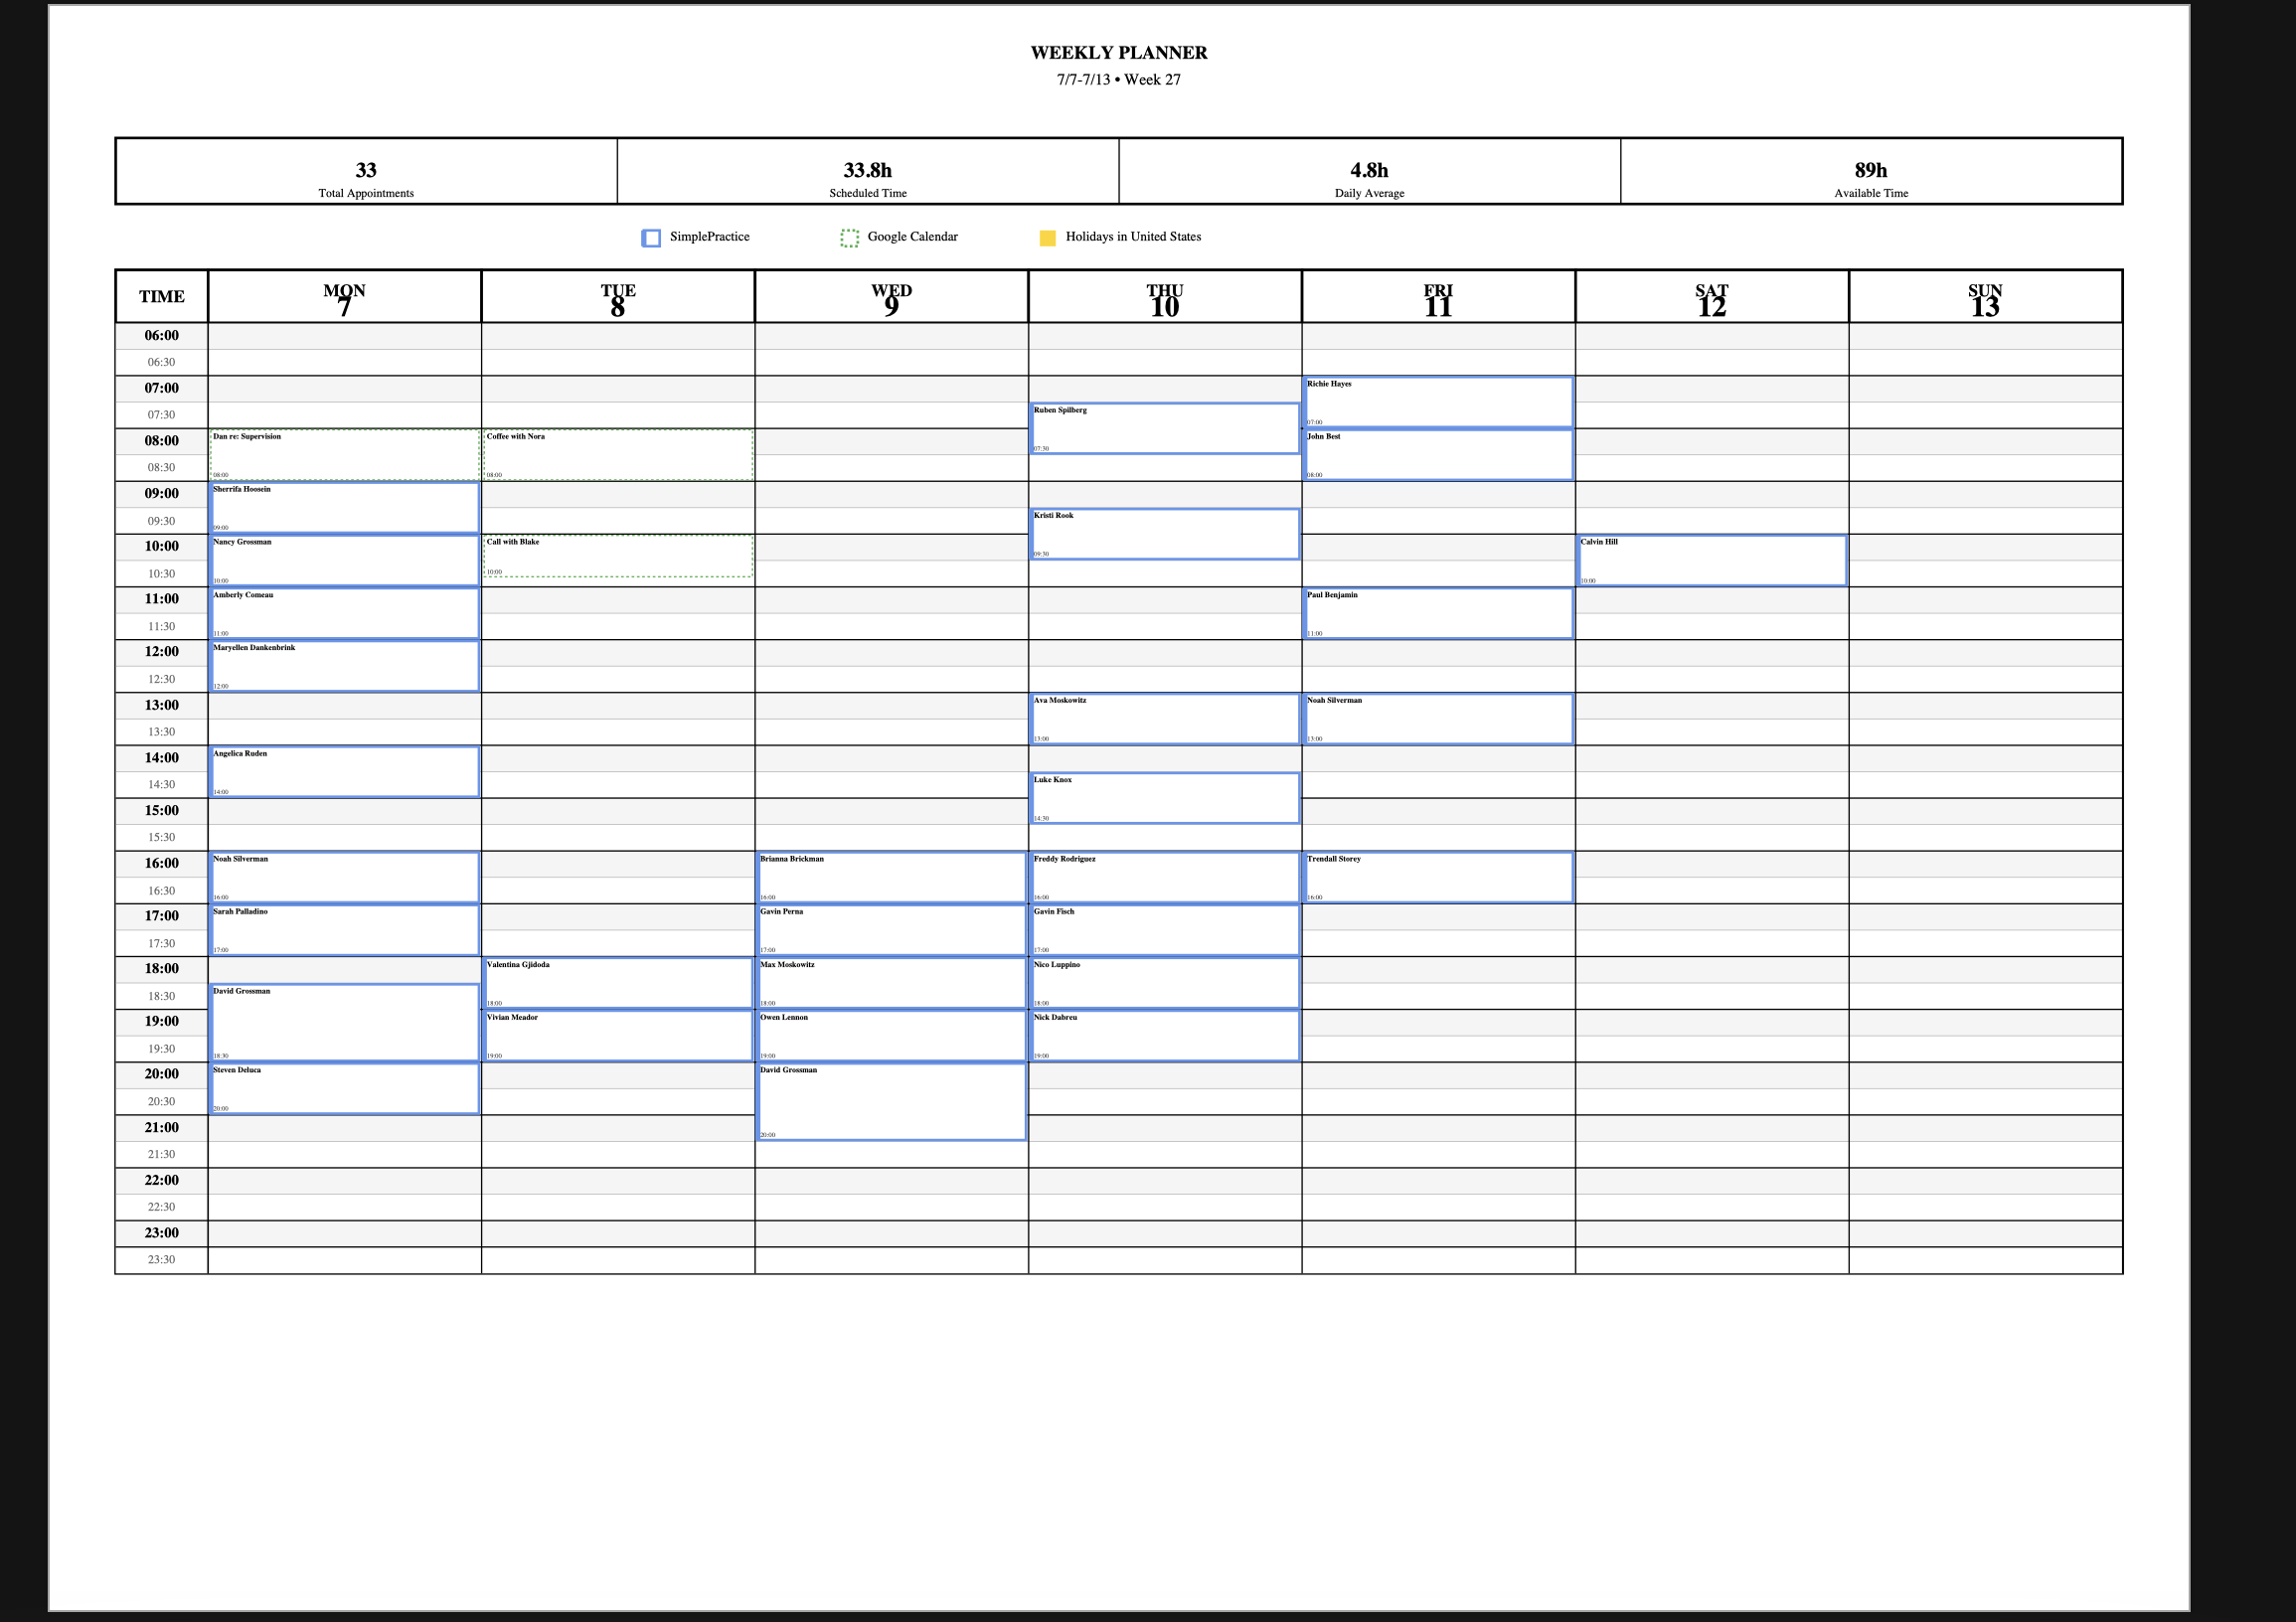 WEEKLY PLANNER
7/7-7/13 • Week 27
33
Total Appointments
33.8h
Scheduled Time
4.8h
Daily Average
89h
Available Time
SimplePractice
Google Calendar
Holidays in United States
TIME
MON
7
TUE
8
WED
9
THU
10
FRI
11
SAT
12
SUN
13
06:00
06:30
07:00
Richie Hayes
07:00
07:30
Ruben Spilberg
07:30
08:00
Dan re: Supervision
08:00
Coffee with Nora
08:00
John Best
08:00
08:30
09:00
Sherrifa Hoosein
09:00
09:30
Kristi Rook
09:30
10:00
Nancy Grossman
10:00
Call with Blake
10:00
Calvin Hill
10:00
10:30
11:00
Amberly Comeau
11:00
Paul Benjamin
11:00
11:30
12:00
Maryellen Dankenbrink
12:00
12:30
13:00
Ava Moskowitz
13:00
Noah Silverman
13:00
13:30
14:00
Angelica Ruden
14:00
14:30
Luke Knox
14:30
15:00
15:30
16:00
Noah Silverman
16:00
Brianna Brickman
16:00
Freddy Rodriguez
16:00
Trendall Storey
16:00
16:30
17:00
Sarah Palladino
17:00
Gavin Perna
17:00
Gavin Fisch
17:00
17:30
18:00
Valentina Gjidoda
18:00
Max Moskowitz
18:00
Nico Luppino
18:00
18:30
David Grossman
18:30
19:00
Vivian Meador
19:00
Owen Lennon
19:00
Nick Dabreu
19:00
19:30
20:00
Steven Deluca
20:00
David Grossman
20:00
20:30
21:00
21:30
22:00
22:30
23:00
23:30